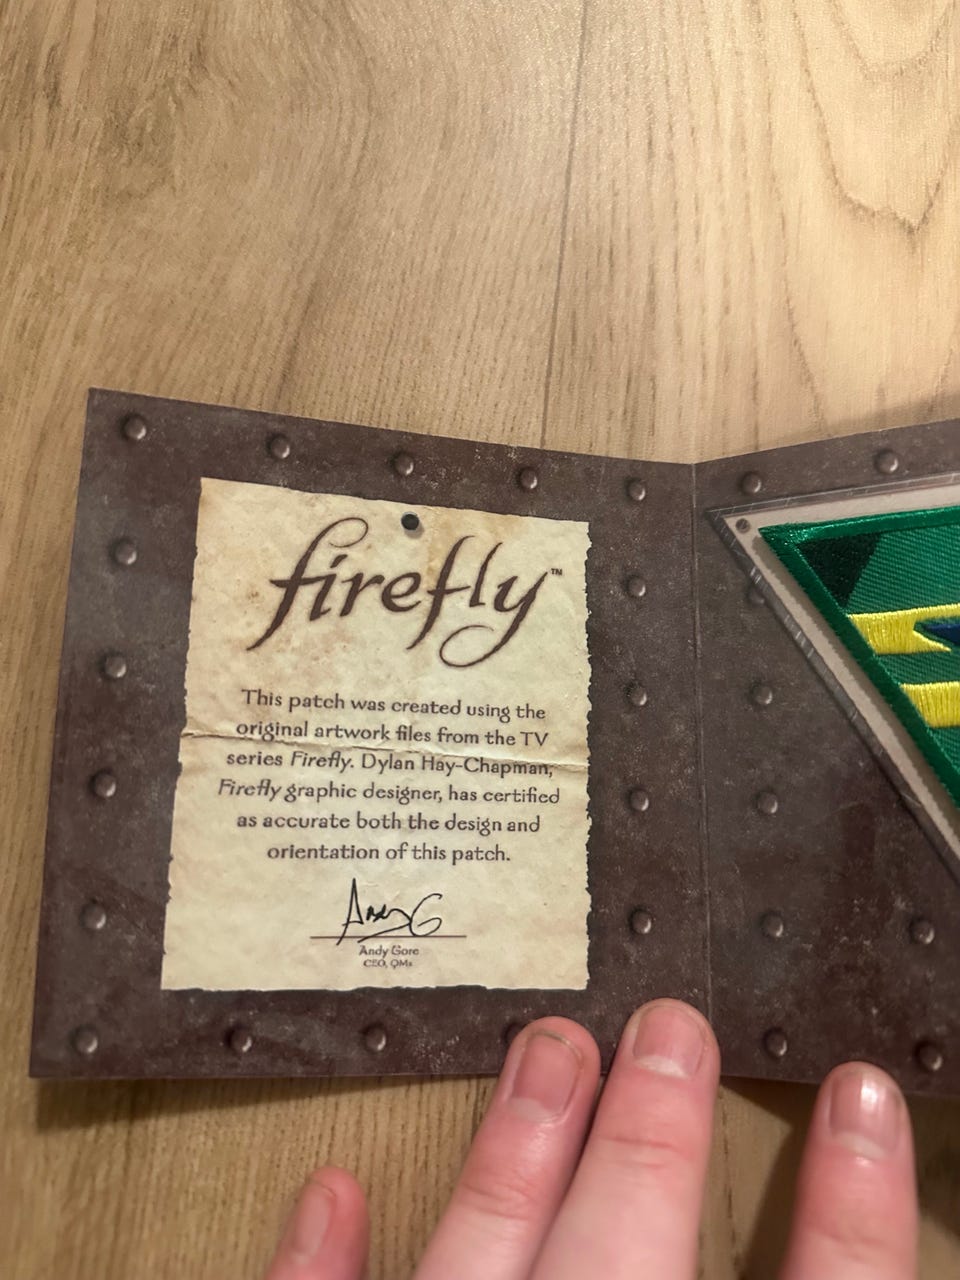 firefly™
This patch was created using the
original artwork files from the TV
series Firefly. Dylan Hay-Chapman,
Firefly graphic designer, has certified
as accurate both the design and
orientation of this patch.
Andy G
Andy Gore
CEO, QMx